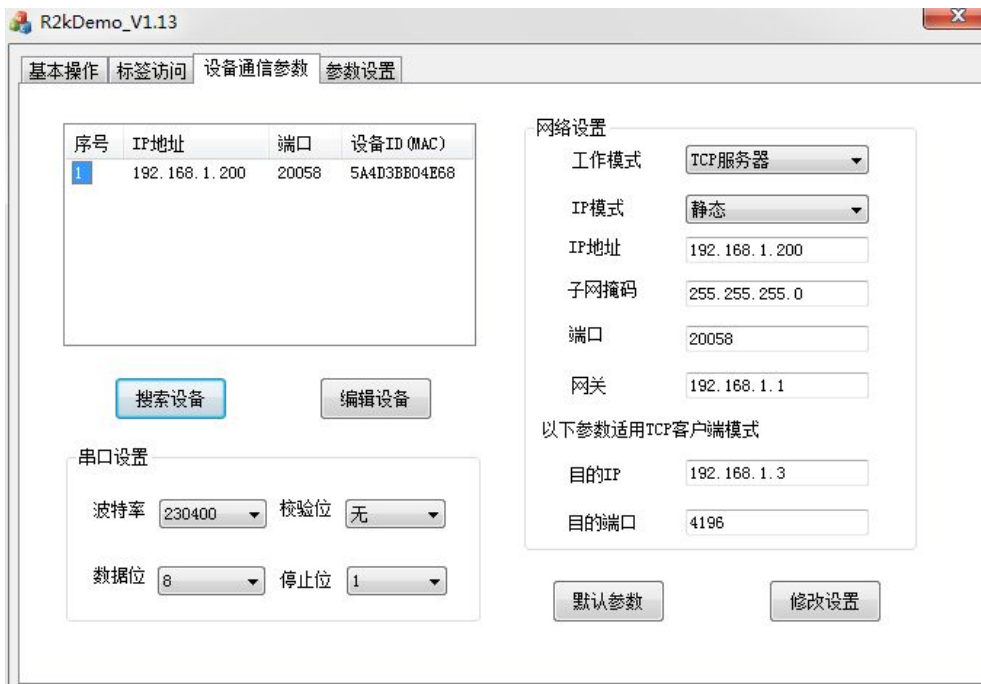 R2kDemo_V1.13
基本操作 标签访问 设备通信参数 参数设置
序号 IP地址 端口 设备ID(MAC)
1 192.168.1.200 20058 5A4D3BB04E68
搜索设备 编辑设备
串口设置
波特率 230400 校验位 无
数据位 8 停止位 1
网络设置
工作模式 TCP服务器
IP模式 静态
IP地址 192.168.1.200
子网掩码 255.255.255.0
端口 20058
网关 192.168.1.1
以下参数适用TCP客户端模式
目的IP 192.168.1.3
目的端口 4196
默认参数 修改设置